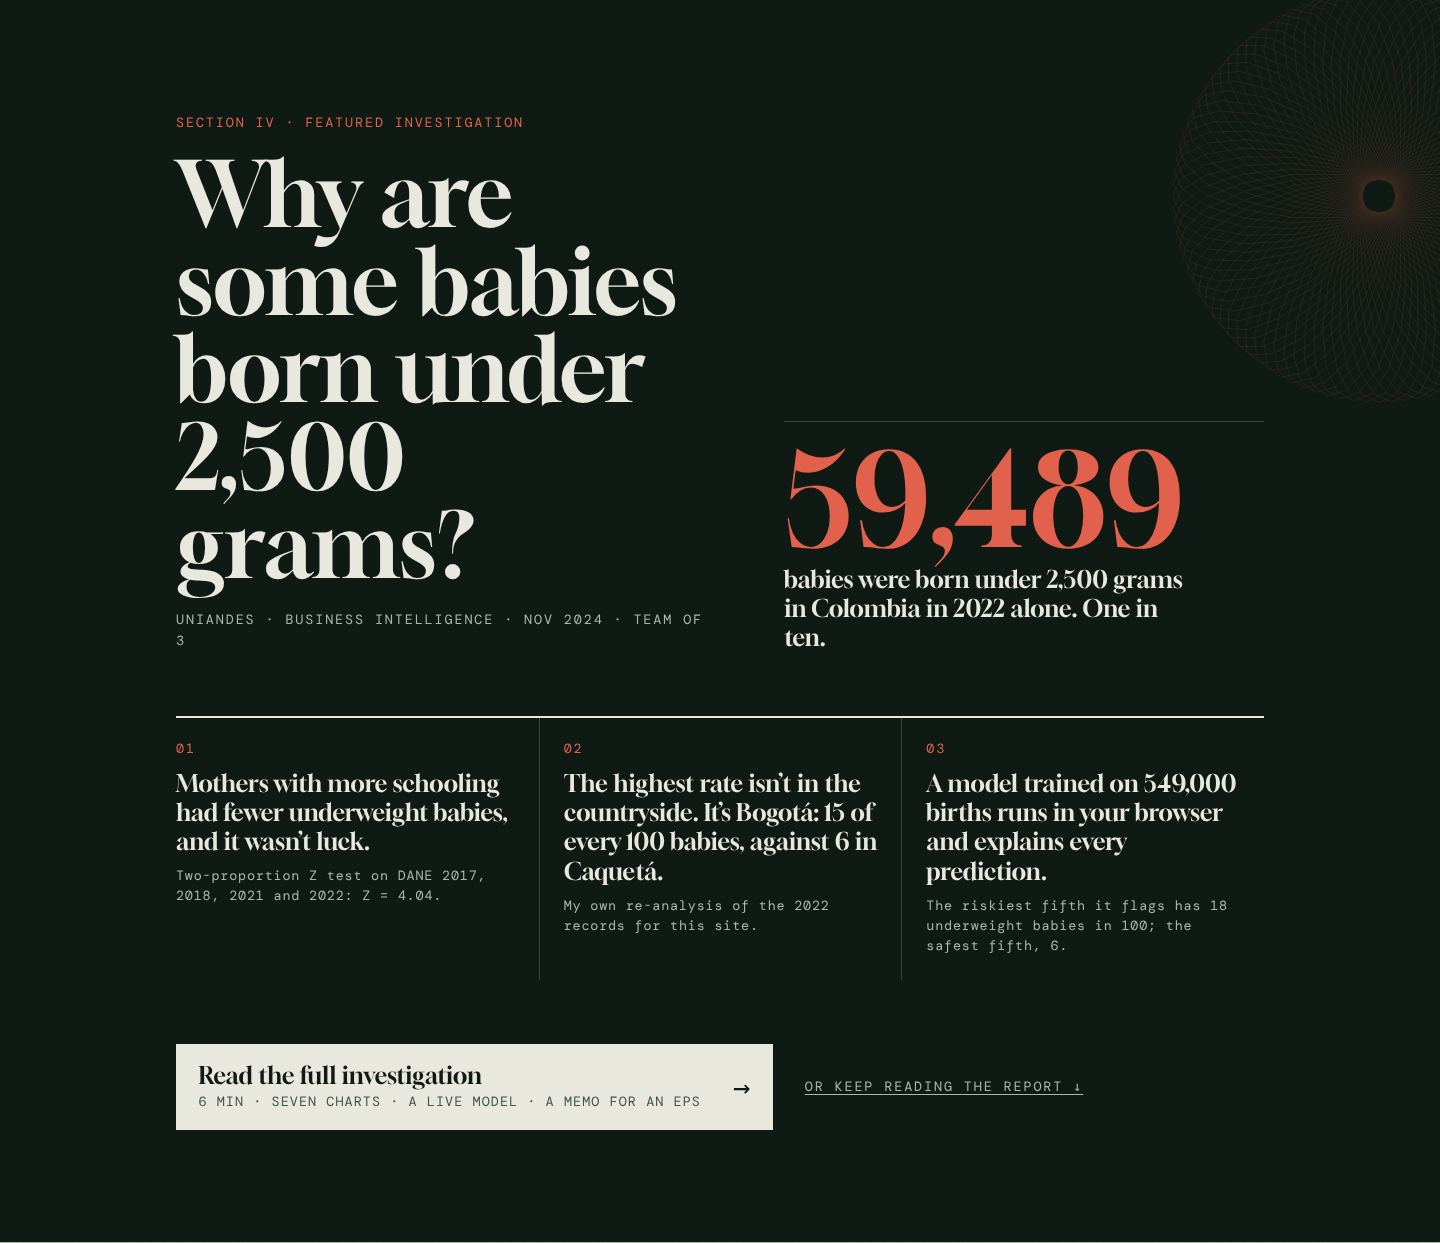 SECTION IV · FEATURED INVESTIGATION
Why are
some babies
born under
2,500
grams?
UNIANDES · BUSINESS INTELLIGENCE · NOV 2024 · TEAM OF
3
59,489
babies were born under 2,500 grams
in Colombia in 2022 alone. One in
ten.
01
Mothers with more schooling
had fewer underweight babies,
and it wasn’t luck.
Two-proportion Z test on DANE 2017,
2018, 2021 and 2022: Z = 4.04.
02
The highest rate isn’t in the
countryside. It’s Bogotá: 15 of
every 100 babies, against 6 in
Caquetá.
My own re-analysis of the 2022
records for this site.
03
A model trained on 549,000
births runs in your browser
and explains every
prediction.
The riskiest fifth it flags has 18
underweight babies in 100; the
safest fifth, 6.
Read the full investigation
6 MIN · SEVEN CHARTS · A LIVE MODEL · A MEMO FOR AN EPS
→
OR KEEP READING THE REPORT ↓